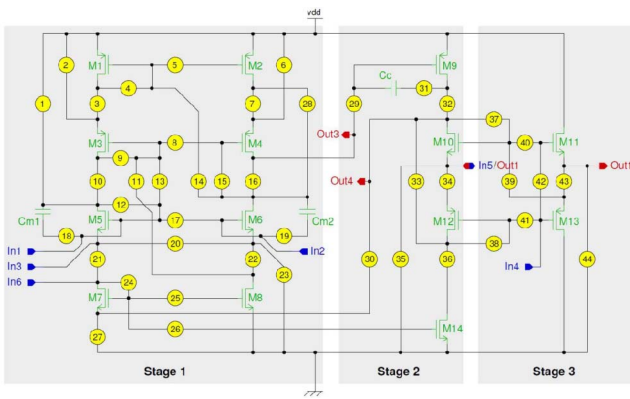 vdd
M1
M2
M9
2
5
6
4
Cc
1
3
7
28
29
31
32
37
Out3
M3
9
8
M4
M10
40
M11
Out4
In5/Out1
Out1
10
11
13
14
15
16
33
34
39
42
43
12
Cm1
M5
17
M6
Cm2
M12
41
M13
18
19
In1
20
In2
38
In3
21
22
23
30
35
36
In4
44
In6
24
M7
25
M8
26
M14
27
Stage 1
Stage 2
Stage 3